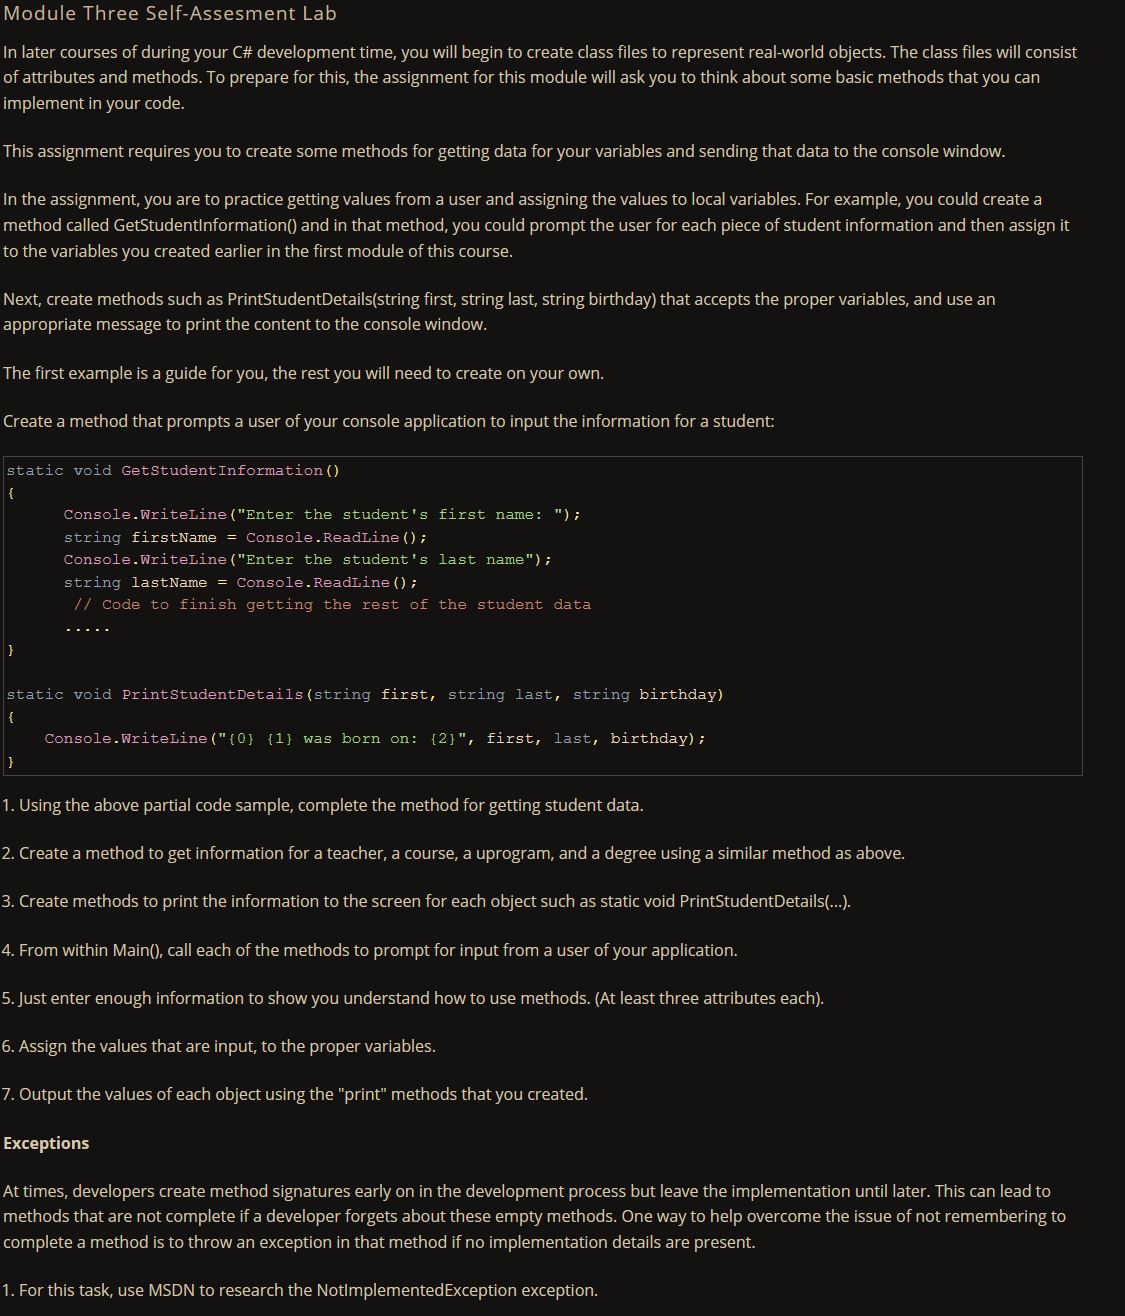 Module Three Self-Assesment Lab
In later courses of during your C# development time, you will begin to create class files to represent real-world objects. The class files will consist
of attributes and methods. To prepare for this, the assignment for this module will ask you to think about some basic methods that you can
implement in your code.
This assignment requires you to create some methods for getting data for your variables and sending that data to the console window.
In the assignment, you are to practice getting values from a user and assigning the values to local variables. For example, you could create a
method called GetStudentInformation() and in that method, you could prompt the user for each piece of student information and then assign it
to the variables you created earlier in the first module of this course.
Next, create methods such as PrintStudentDetails(string first, string last, string birthday) that accepts the proper variables, and use an
appropriate message to print the content to the console window.
The first example is a guide for you, the rest you will need to create on your own.
Create a method that prompts a user of your console application to input the information for a student:
static void GetStudentInformation()
{
Console.WriteLine("Enter the student's first name: ");
string firstName = Console.ReadLine();
Console.WriteLine("Enter the student's last name");
string lastName = Console.ReadLine();
// Code to finish getting the rest of the student data
.....
}
static void PrintStudentDetails(string first, string last, string birthday)
{
Console.WriteLine("{0} {1} was born on: {2}", first, last, birthday);
}
1. Using the above partial code sample, complete the method for getting student data.
2. Create a method to get information for a teacher, a course, a uprogram, and a degree using a similar method as above.
3. Create methods to print the information to the screen for each object such as static void PrintStudentDetails(...).
4. From within Main(), call each of the methods to prompt for input from a user of your application.
5. Just enter enough information to show you understand how to use methods. (At least three attributes each).
6. Assign the values that are input, to the proper variables.
7. Output the values of each object using the "print" methods that you created.
Exceptions
At times, developers create method signatures early on in the development process but leave the implementation until later. This can lead to
methods that are not complete if a developer forgets about these empty methods. One way to help overcome the issue of not remembering to
complete a method is to throw an exception in that method if no implementation details are present.
1. For this task, use MSDN to research the NotImplementedException exception.